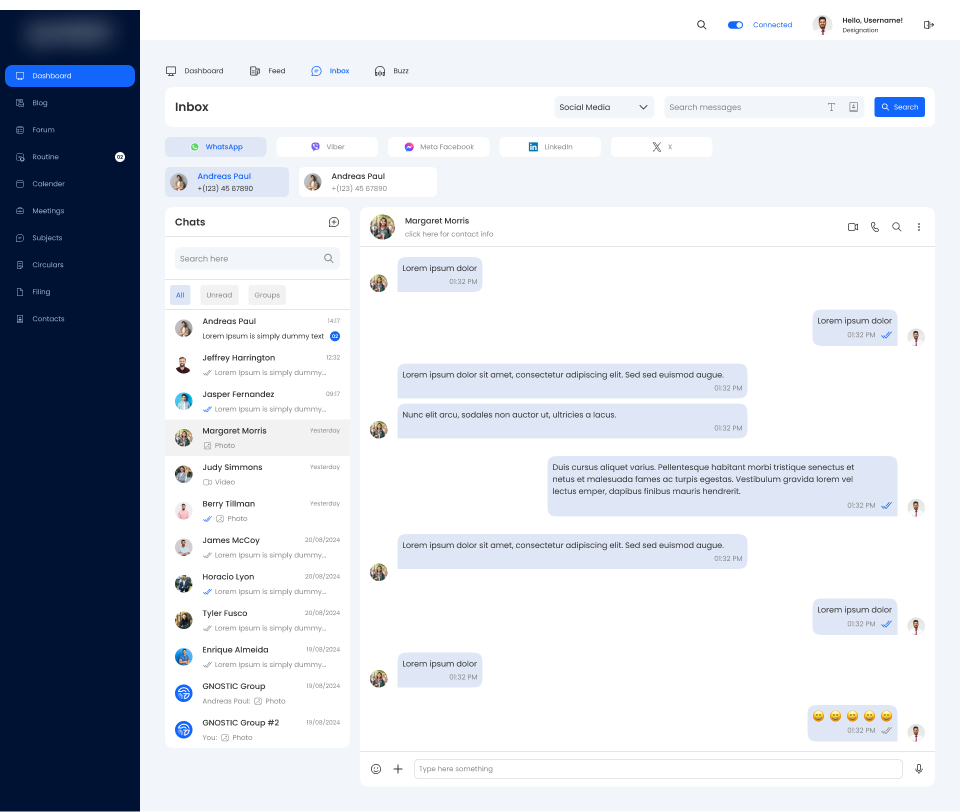 Connected
Hello, Username!
Designation
Dashboard
Blog
Forum
Routine 02
Calender
Meetings
Subjects
Circulars
Filing
Contacts
Dashboard Feed Inbox Buzz
Inbox
Social Media
Search messages
Search
WhatsApp Viber Meta Facebook LinkedIn X
Andreas Paul
+(123) 45 67890
Andreas Paul
+(123) 45 67890
Chats
Search here
All Unread Groups
Andreas Paul 14:17
Lorem Ipsum is simply dummy text 02
Jeffrey Harrington 12:32
Lorem Ipsum is simply dummy...
Jasper Fernandez 09:17
Lorem Ipsum is simply dummy...
Margaret Morris Yesterday
Photo
Judy Simmons Yesterday
Video
Berry Tillman Yesterday
Photo
James McCoy 20/08/2024
Lorem Ipsum is simply dummy...
Horacio Lyon 20/08/2024
Lorem Ipsum is simply dummy...
Tyler Fusco 20/08/2024
Lorem Ipsum is simply dummy...
Enrique Almeida 19/08/2024
Lorem Ipsum is simply dummy...
GNOSTIC Group 19/08/2024
Andreas Paul: Photo
GNOSTIC Group #2 19/08/2024
You: Photo
Margaret Morris
click here for contact info
Lorem ipsum dolor
01:32 PM
Lorem ipsum dolor
01:32 PM
Lorem ipsum dolor sit amet, consectetur adipiscing elit. Sed sed euismod augue.
01:32 PM
Nunc elit arcu, sodales non auctor ut, ultricies a lacus.
01:32 PM
Duis cursus aliquet varius. Pellentesque habitant morbi tristique senectus et
netus et malesuada fames ac turpis egestas. Vestibulum gravida lorem vel
lectus emper, dapibus finibus mauris hendrerit.
01:32 PM
Lorem ipsum dolor sit amet, consectetur adipiscing elit. Sed sed euismod augue.
01:32 PM
Lorem ipsum dolor
01:32 PM
Lorem ipsum dolor
01:32 PM
😀 😀 😀 😀 😀
01:32 PM
Type here something